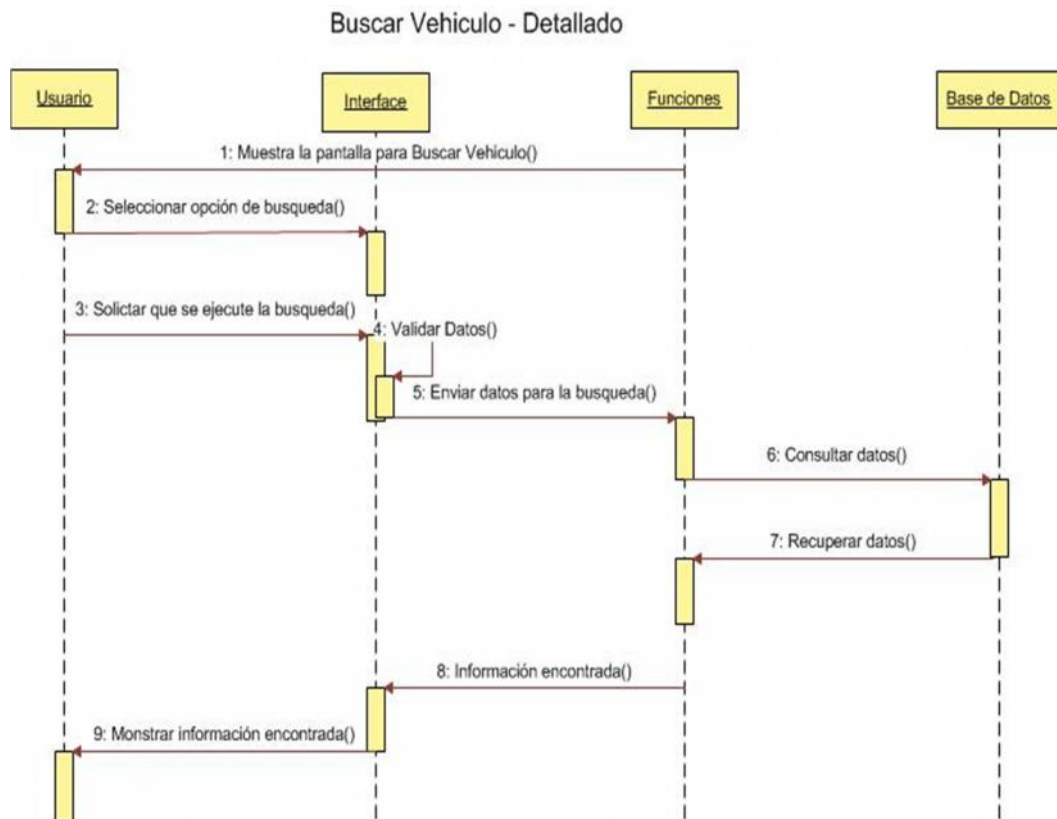 Buscar Vehiculo - Detallado
Usuario
Interface
Funciones
Base de Datos
1: Muestra la pantalla para Buscar Vehiculo()
2: Seleccionar opción de busqueda()
3: Solictar que se ejecute la busqueda()
4: Validar Datos()
5: Enviar datos para la busqueda()
6: Consultar datos()
7: Recuperar datos()
8: Información encontrada()
9: Monstrar información encontrada()